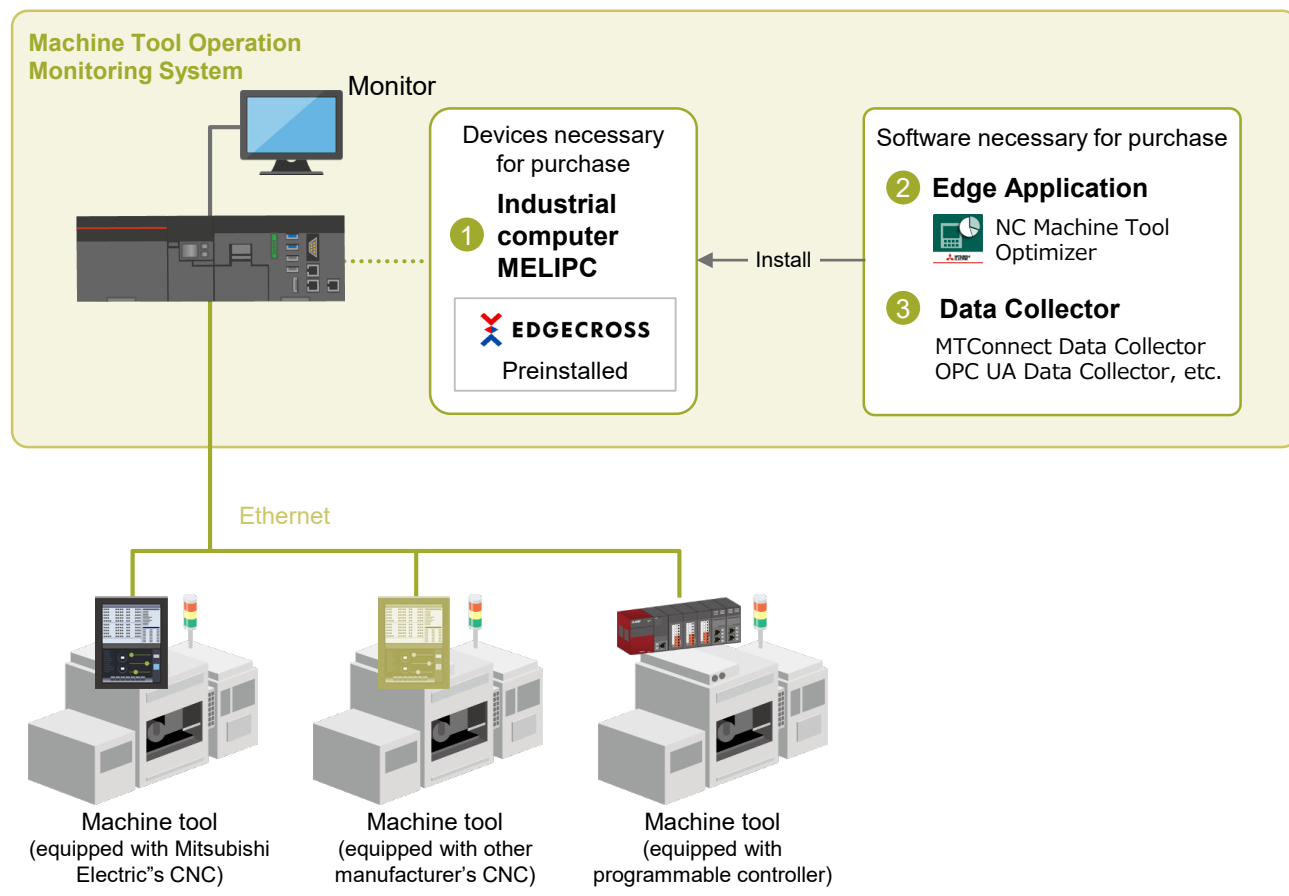 Machine Tool Operation
Monitoring System
Monitor
Devices necessary
for purchase
1
Industrial
computer
MELIPC
EDGECROSS
Preinstalled
Install
Software necessary for purchase
2 Edge Application
NC Machine Tool
Optimizer
3 Data Collector
MTConnect Data Collector
OPC UA Data Collector, etc.
Ethernet
Machine tool
(equipped with Mitsubishi
Electric"s CNC)
Machine tool
(equipped with other
manufacturer's CNC)
Machine tool
(equipped with
programmable controller)